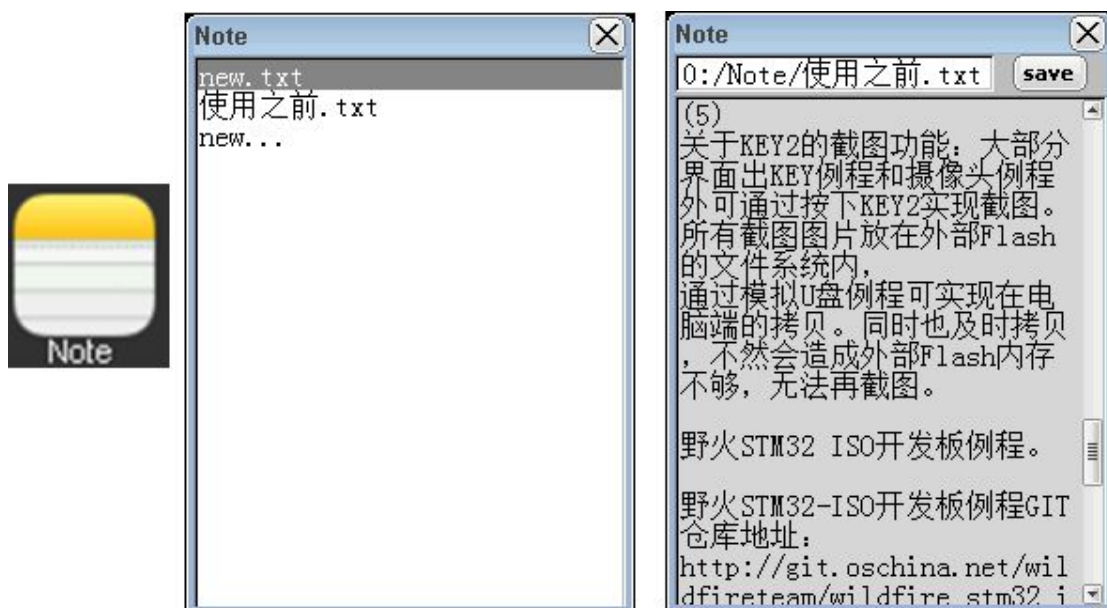 Note
Note
new.txt
使用之前.txt
new...
Note
0:/Note/使用之前.txt
save
(5)
关于KEY2的截图功能：大部分
界面出KEY例程和摄像头例程
外可通过按下KEY2实现截图。
所有截图图片放在外部Flash
的文件系统内，
通过模拟U盘例程可实现在电
脑端的拷贝。同时也及时拷贝
，不然会造成外部Flash内存
不够，无法再截图。
野火STM32 ISO开发板例程。
野火STM32-ISO开发板例程GIT
仓库地址：
http://git.oschina.net/wil
dfireteam/wildfire_stm32_i